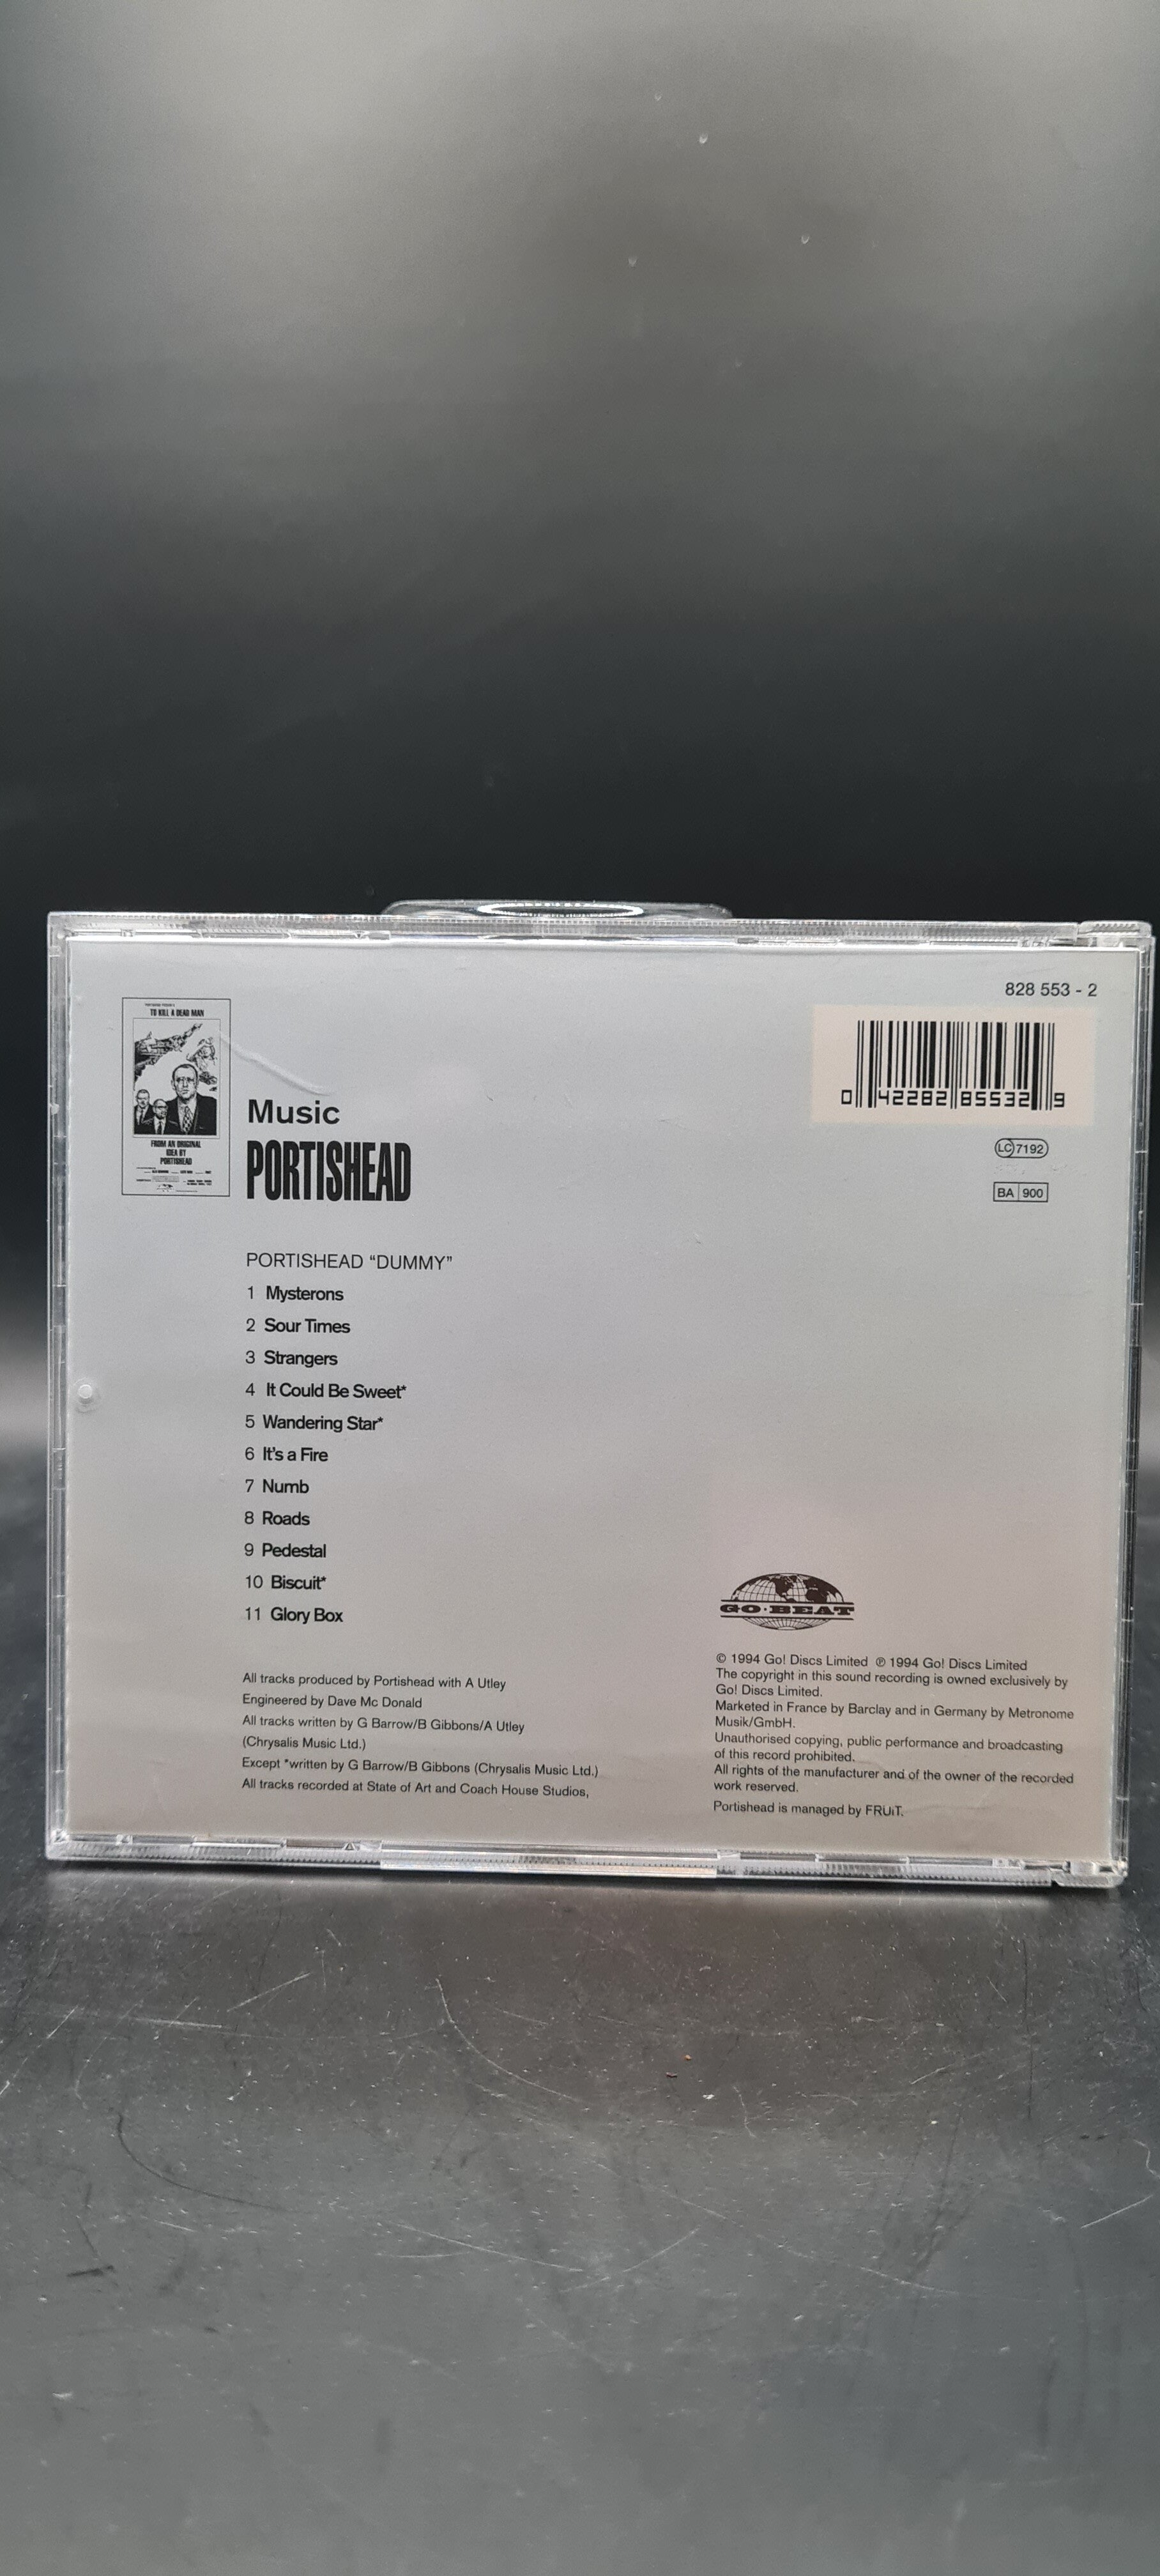 828 553 - 2
0 42282 85532 9
LC 7192
BA 900
TO KILL A DEAD MAN
FROM AN ORIGINAL
IDEA BY
PORTISHEAD
Music
PORTISHEAD
PORTISHEAD “DUMMY”
1 Mysterons
2 Sour Times
3 Strangers
4 It Could Be Sweet*
5 Wandering Star*
6 It's a Fire
7 Numb
8 Roads
9 Pedestal
10 Biscuit*
11 Glory Box
All tracks produced by Portishead with A Utley
Engineered by Dave Mc Donald
All tracks written by G Barrow/B Gibbons/A Utley
(Chrysalis Music Ltd.)
Except *written by G Barrow/B Gibbons (Chrysalis Music Ltd.)
All tracks recorded at State of Art and Coach House Studios,
GO·BEAT
© 1994 Go! Discs Limited ℗ 1994 Go! Discs Limited
The copyright in this sound recording is owned exclusively by
Go! Discs Limited.
Marketed in France by Barclay and in Germany by Metronome
Musik/GmbH.
Unauthorised copying, public performance and broadcasting
of this record prohibited.
All rights of the manufacturer and of the owner of the recorded
work reserved.
Portishead is managed by FRUiT.